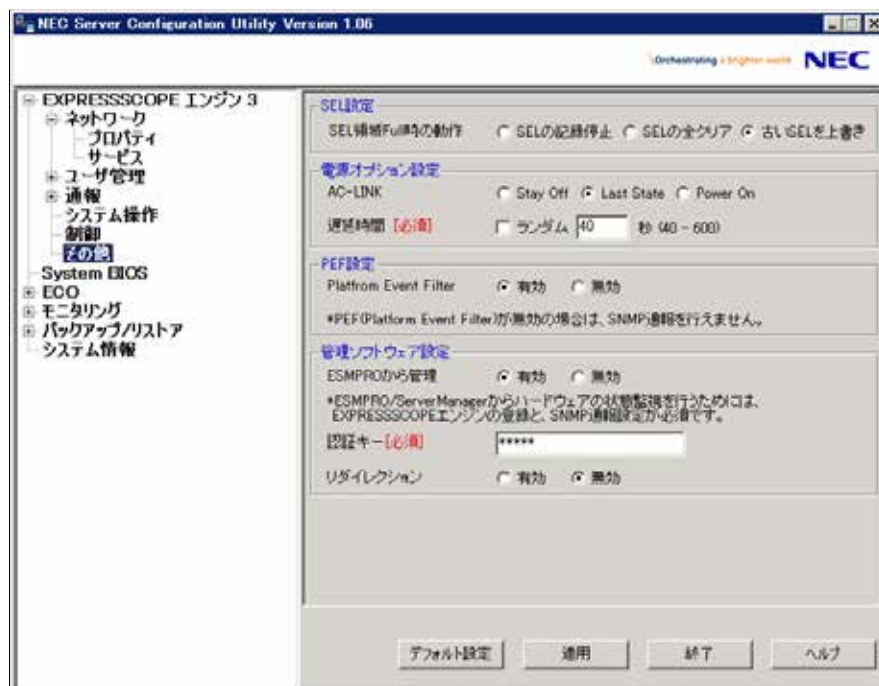 NEC Server Configuration Utility Version 1.06
\Orchestrating a brighter world NEC
EXPRESSSCOPE エンジン 3
ネットワーク
プロパティ
サービス
ユーザ管理
通報
システム操作
制御
その他
System BIOS
ECO
モニタリング
バックアップ/リストア
システム情報
SEL設定
SEL領域Full時の動作 SELの記録停止 SELの全クリア 古いSELを上書き
電源オプション設定
AC-LINK Stay Off Last State Power On
遅延時間 [必須] ランダム 40 秒 (40 - 600)
PEF設定
Platfrom Event Filter 有効 無効
*PEF(Platform Event Filter)が無効の場合は、SNMP通報を行えません。
管理ソフトウェア設定
ESMPROから管理 有効 無効
*ESMPRO/ServerManagerからハードウェアの状態監視を行うためには、
EXPRESSSCOPEエンジンの登録と、SNMP通報設定が必須です。
認証キー[必須] *****
リダイレクション 有効 無効
デフォルト設定 適用 終了 ヘルプ